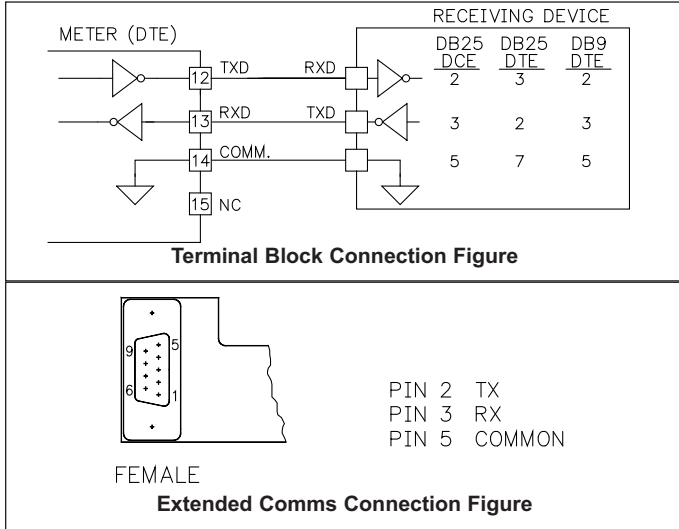 RECEIVING DEVICE
METER (DTE)
DB25 DB25 DB9
DCE DTE DTE
12 TXD RXD 2 3 2
13 RXD TXD 3 2 3
14 COMM. 5 7 5
15 NC
Terminal Block Connection Figure
9 5
6 1
PIN 2 TX
PIN 3 RX
PIN 5 COMMON
FEMALE
Extended Comms Connection Figure